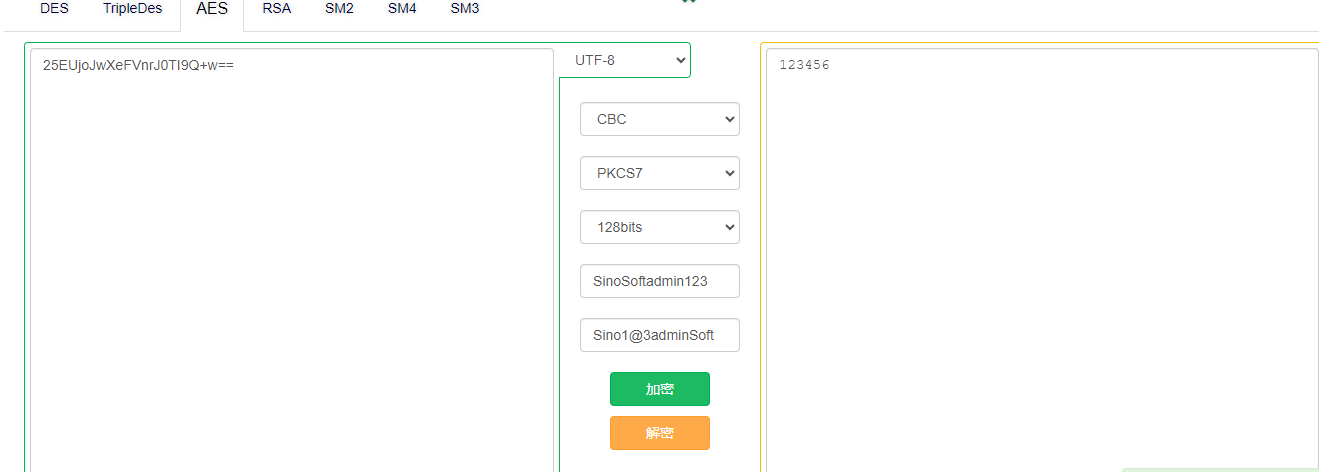 DES TripleDes AES RSA SM2 SM4 SM3
25EUjoJwXeFVnrJ0TI9Q+w== UTF-8 123456
CBC
PKCS7
128bits
SinoSoftadmin123
Sino1@3adminSoft
加密
解密